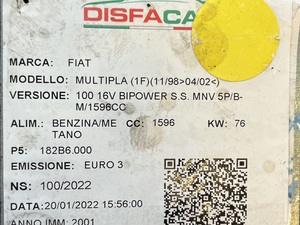 DISFACA
MARCA: FIAT
MODELLO: MULTIPLA (1F)(11/98>04/02<)
VERSIONE: 100 16V BIPOWER S.S. MNV 5P/B-
M/1596CC
ALIM.: BENZINA/ME CC: 1596 KW: 76
TANO
P5: 182B6.000
EMISSIONE: EURO 3
NS: 100/2022
DATA:20/01/2022 15:56:00
ANNO IMM: 2001